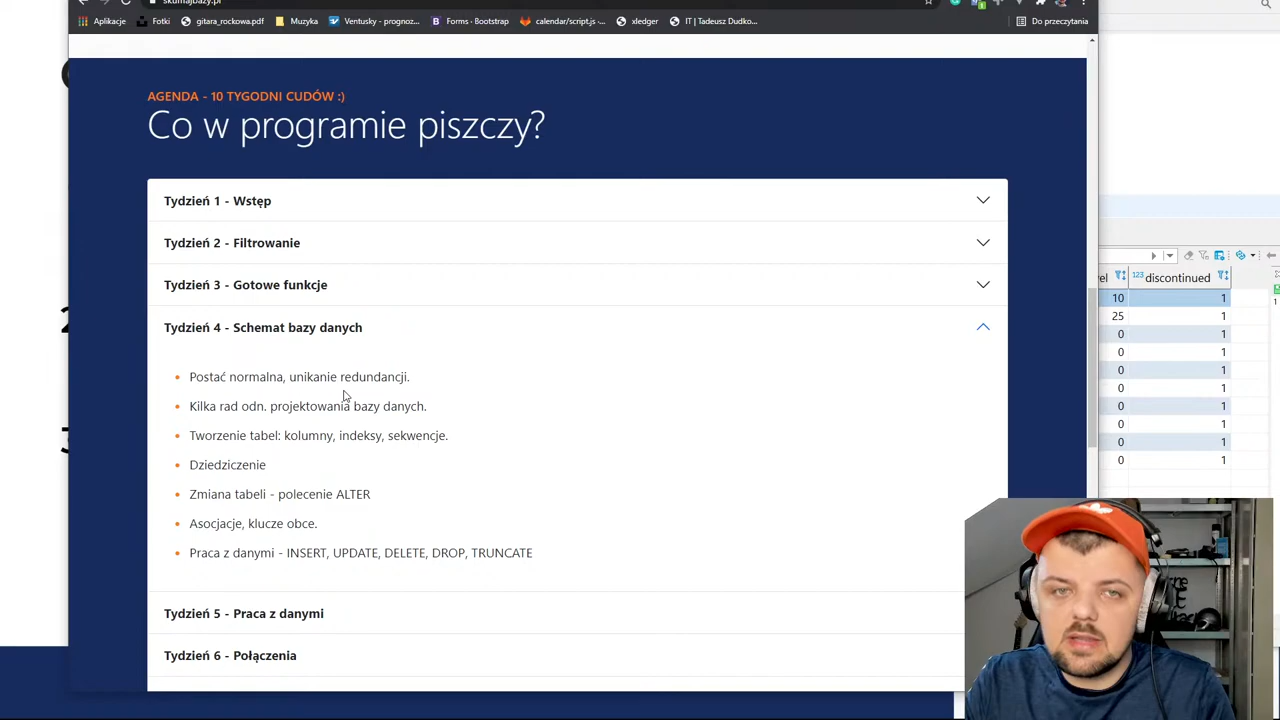 skumajbazy.pl
Aplikacje
Fotki
gitara_rockowa.pdf
Muzyka
Ventusky - prognoz...
Forms · Bootstrap
calendar/script.js -...
xledger
IT | Tadeusz Dudko...
Do przeczytania
AGENDA - 10 TYGODNI CUDÓW :)
Co w programie piszczy?
Tydzień 1 - Wstęp
Tydzień 2 - Filtrowanie
Tydzień 3 - Gotowe funkcje
Tydzień 4 - Schemat bazy danych
Postać normalna, unikanie redundancji.
Kilka rad odn. projektowania bazy danych.
Tworzenie tabel: kolumny, indeksy, sekwencje.
Dziedziczenie
Zmiana tabeli - polecenie ALTER
Asocjacje, klucze obce.
Praca z danymi - INSERT, UPDATE, DELETE, DROP, TRUNCATE
Tydzień 5 - Praca z danymi
Tydzień 6 - Połączenia
vel 123 discontinued
10 1
25 1
0 1
0 1
0 1
0 1
0 1
0 1
0 1
0 1